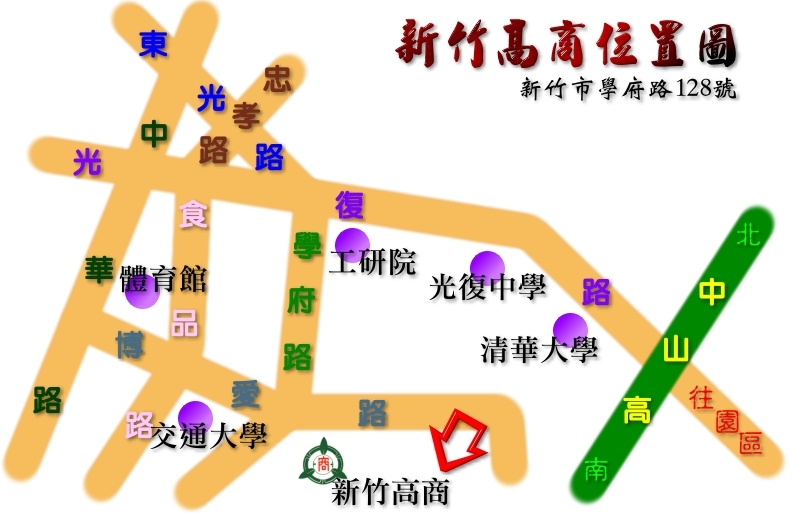 新竹高商位置圖
新竹市學府路128號
東光路
忠孝路
中華路
光復路
食品路
學府路
博愛路
體育館
工研院
光復中學
清華大學
交通大學
商
新竹高商
北
中山高
南
往園區